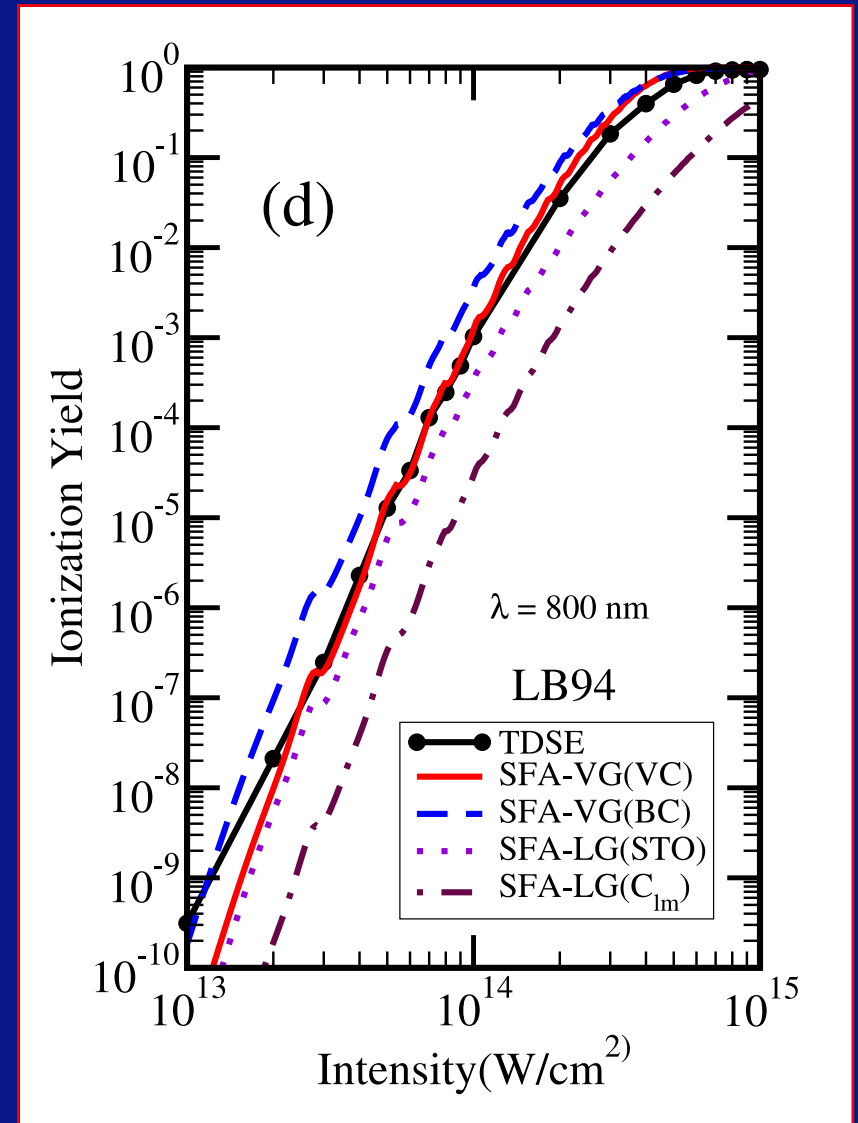 10^0
10^-1
10^-2
10^-3
10^-4
10^-5
10^-6
10^-7
10^-8
10^-9
10^-10
Ionization Yield
(d)
λ = 800 nm
LB94
TDSE
SFA-VG(VC)
SFA-VG(BC)
SFA-LG(STO)
SFA-LG(C_lm)
10^13 10^14 10^15
Intensity(W/cm^2)